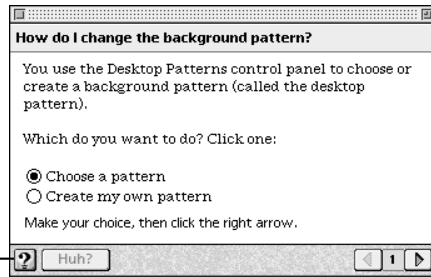 How do I change the background pattern?
You use the Desktop Patterns control panel to choose or
create a background pattern (called the desktop
pattern).
Which do you want to do? Click one:
Choose a pattern
Create my own pattern
Make your choice, then click the right arrow.
? Huh? 1